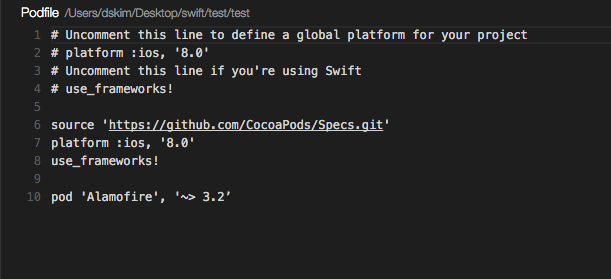 Podfile /Users/dskim/Desktop/swift/test/test
1 # Uncomment this line to define a global platform for your project
2 # platform :ios, '8.0'
3 # Uncomment this line if you're using Swift
4 # use_frameworks!
5
6 source 'https://github.com/CocoaPods/Specs.git'
7 platform :ios, '8.0'
8 use_frameworks!
9
10 pod 'Alamofire', '~> 3.2’